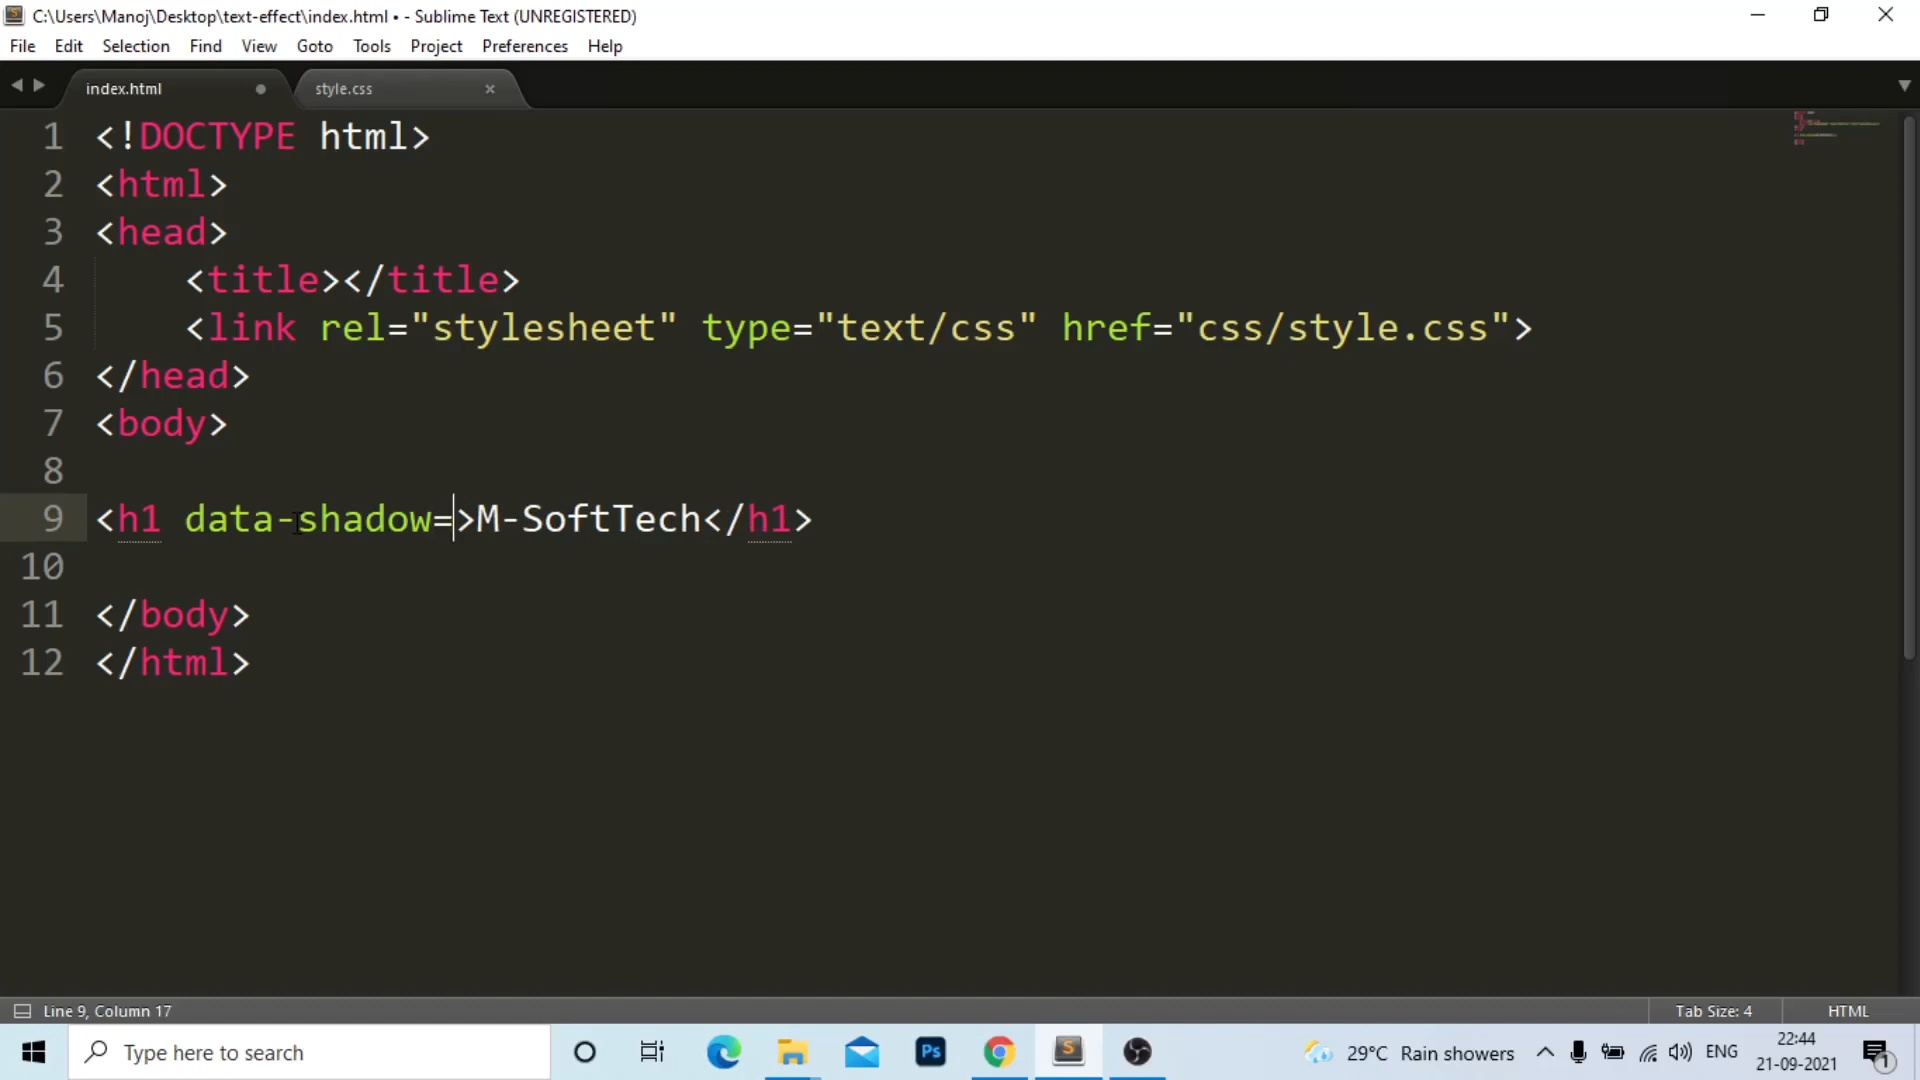 C:\Users\Manoj\Desktop\text-effect\index.html • - Sublime Text (UNREGISTERED)
File Edit Selection Find View Goto Tools Project Preferences Help
index.html style.css
1 <!DOCTYPE html>
2 <html>
3 <head>
4 <title></title>
5 <link rel="stylesheet" type="text/css" href="css/style.css">
6 </head>
7 <body>
8
9 <h1 data-shadow=>M-SoftTech</h1>
10
11 </body>
12 </html>
Line 9, Column 17 Tab Size: 4 HTML
Type here to search Ps S 29°C Rain showers ENG 22:44
21-09-2021 1